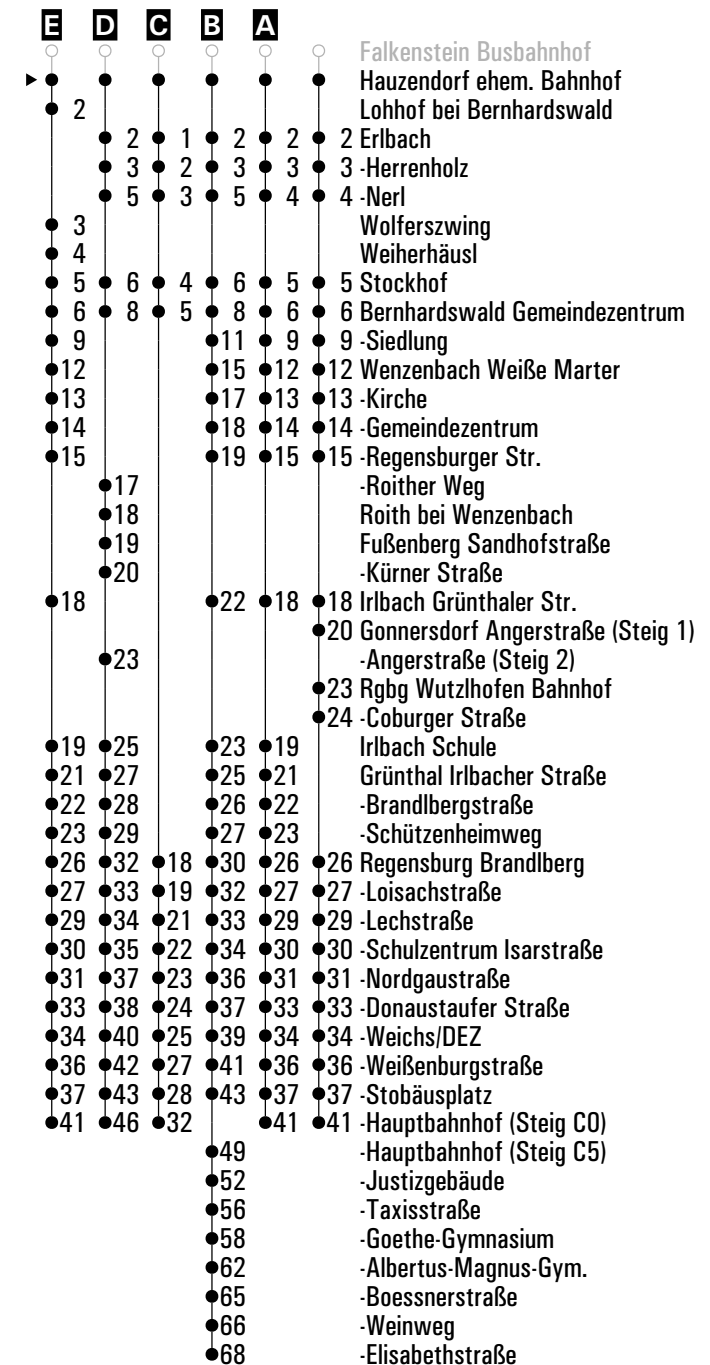 E D C B A
Falkenstein Busbahnhof
Hauzendorf ehem. Bahnhof
2 Lohhof bei Bernhardswald
2 1 2 2 2 Erlbach
3 2 3 3 3 -Herrenholz
5 3 5 4 4 -Nerl
3 Wolferszwing
4 Weiherhäusl
5 6 4 6 5 5 Stockhof
6 8 5 8 6 6 Bernhardswald Gemeindezentrum
9 11 9 9 -Siedlung
12 15 12 12 Wenzenbach Weiße Marter
13 17 13 13 -Kirche
14 18 14 14 -Gemeindezentrum
15 19 15 15 -Regensburger Str.
17 -Roither Weg
18 Roith bei Wenzenbach
19 Fußenberg Sandhofstraße
20 -Kürner Straße
18 22 18 18 Irlbach Grünthaler Str.
20 Gonnersdorf Angerstraße (Steig 1)
23 -Angerstraße (Steig 2)
23 Rgbg Wutzlhofen Bahnhof
24 -Coburger Straße
19 25 23 19 Irlbach Schule
21 27 25 21 Grünthal Irlbacher Straße
22 28 26 22 -Brandlbergstraße
23 29 27 23 -Schützenheimweg
26 32 18 30 26 26 Regensburg Brandlberg
27 33 19 32 27 27 -Loisachstraße
29 34 21 33 29 29 -Lechstraße
30 35 22 34 30 30 -Schulzentrum Isarstraße
31 37 23 36 31 31 -Nordgaustraße
33 38 24 37 33 33 -Donaustaufer Straße
34 40 25 39 34 34 -Weichs/DEZ
36 42 27 41 36 36 -Weißenburgstraße
37 43 28 43 37 37 -Stobäusplatz
41 46 32 41 41 -Hauptbahnhof (Steig C0)
49 -Hauptbahnhof (Steig C5)
52 -Justizgebäude
56 -Taxisstraße
58 -Goethe-Gymnasium
62 -Albertus-Magnus-Gym.
65 -Boessnerstraße
66 -Weinweg
68 -Elisabethstraße